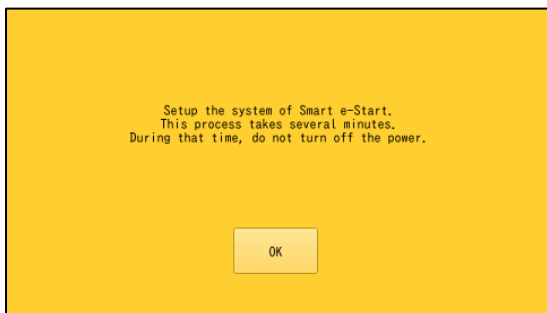 Setup the system of Smart e-Start.
This process takes several minutes.
During that time, do not turn off the power.
OK